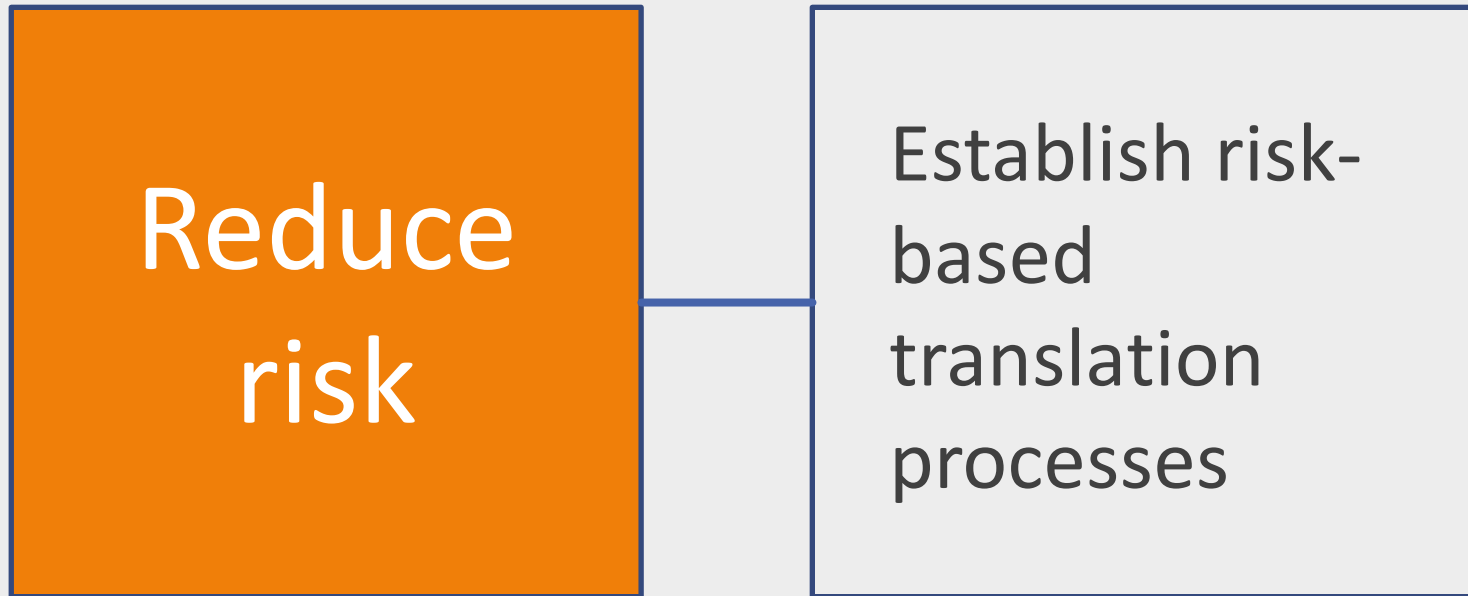 Reduce
risk
Establish risk-
based
translation
processes